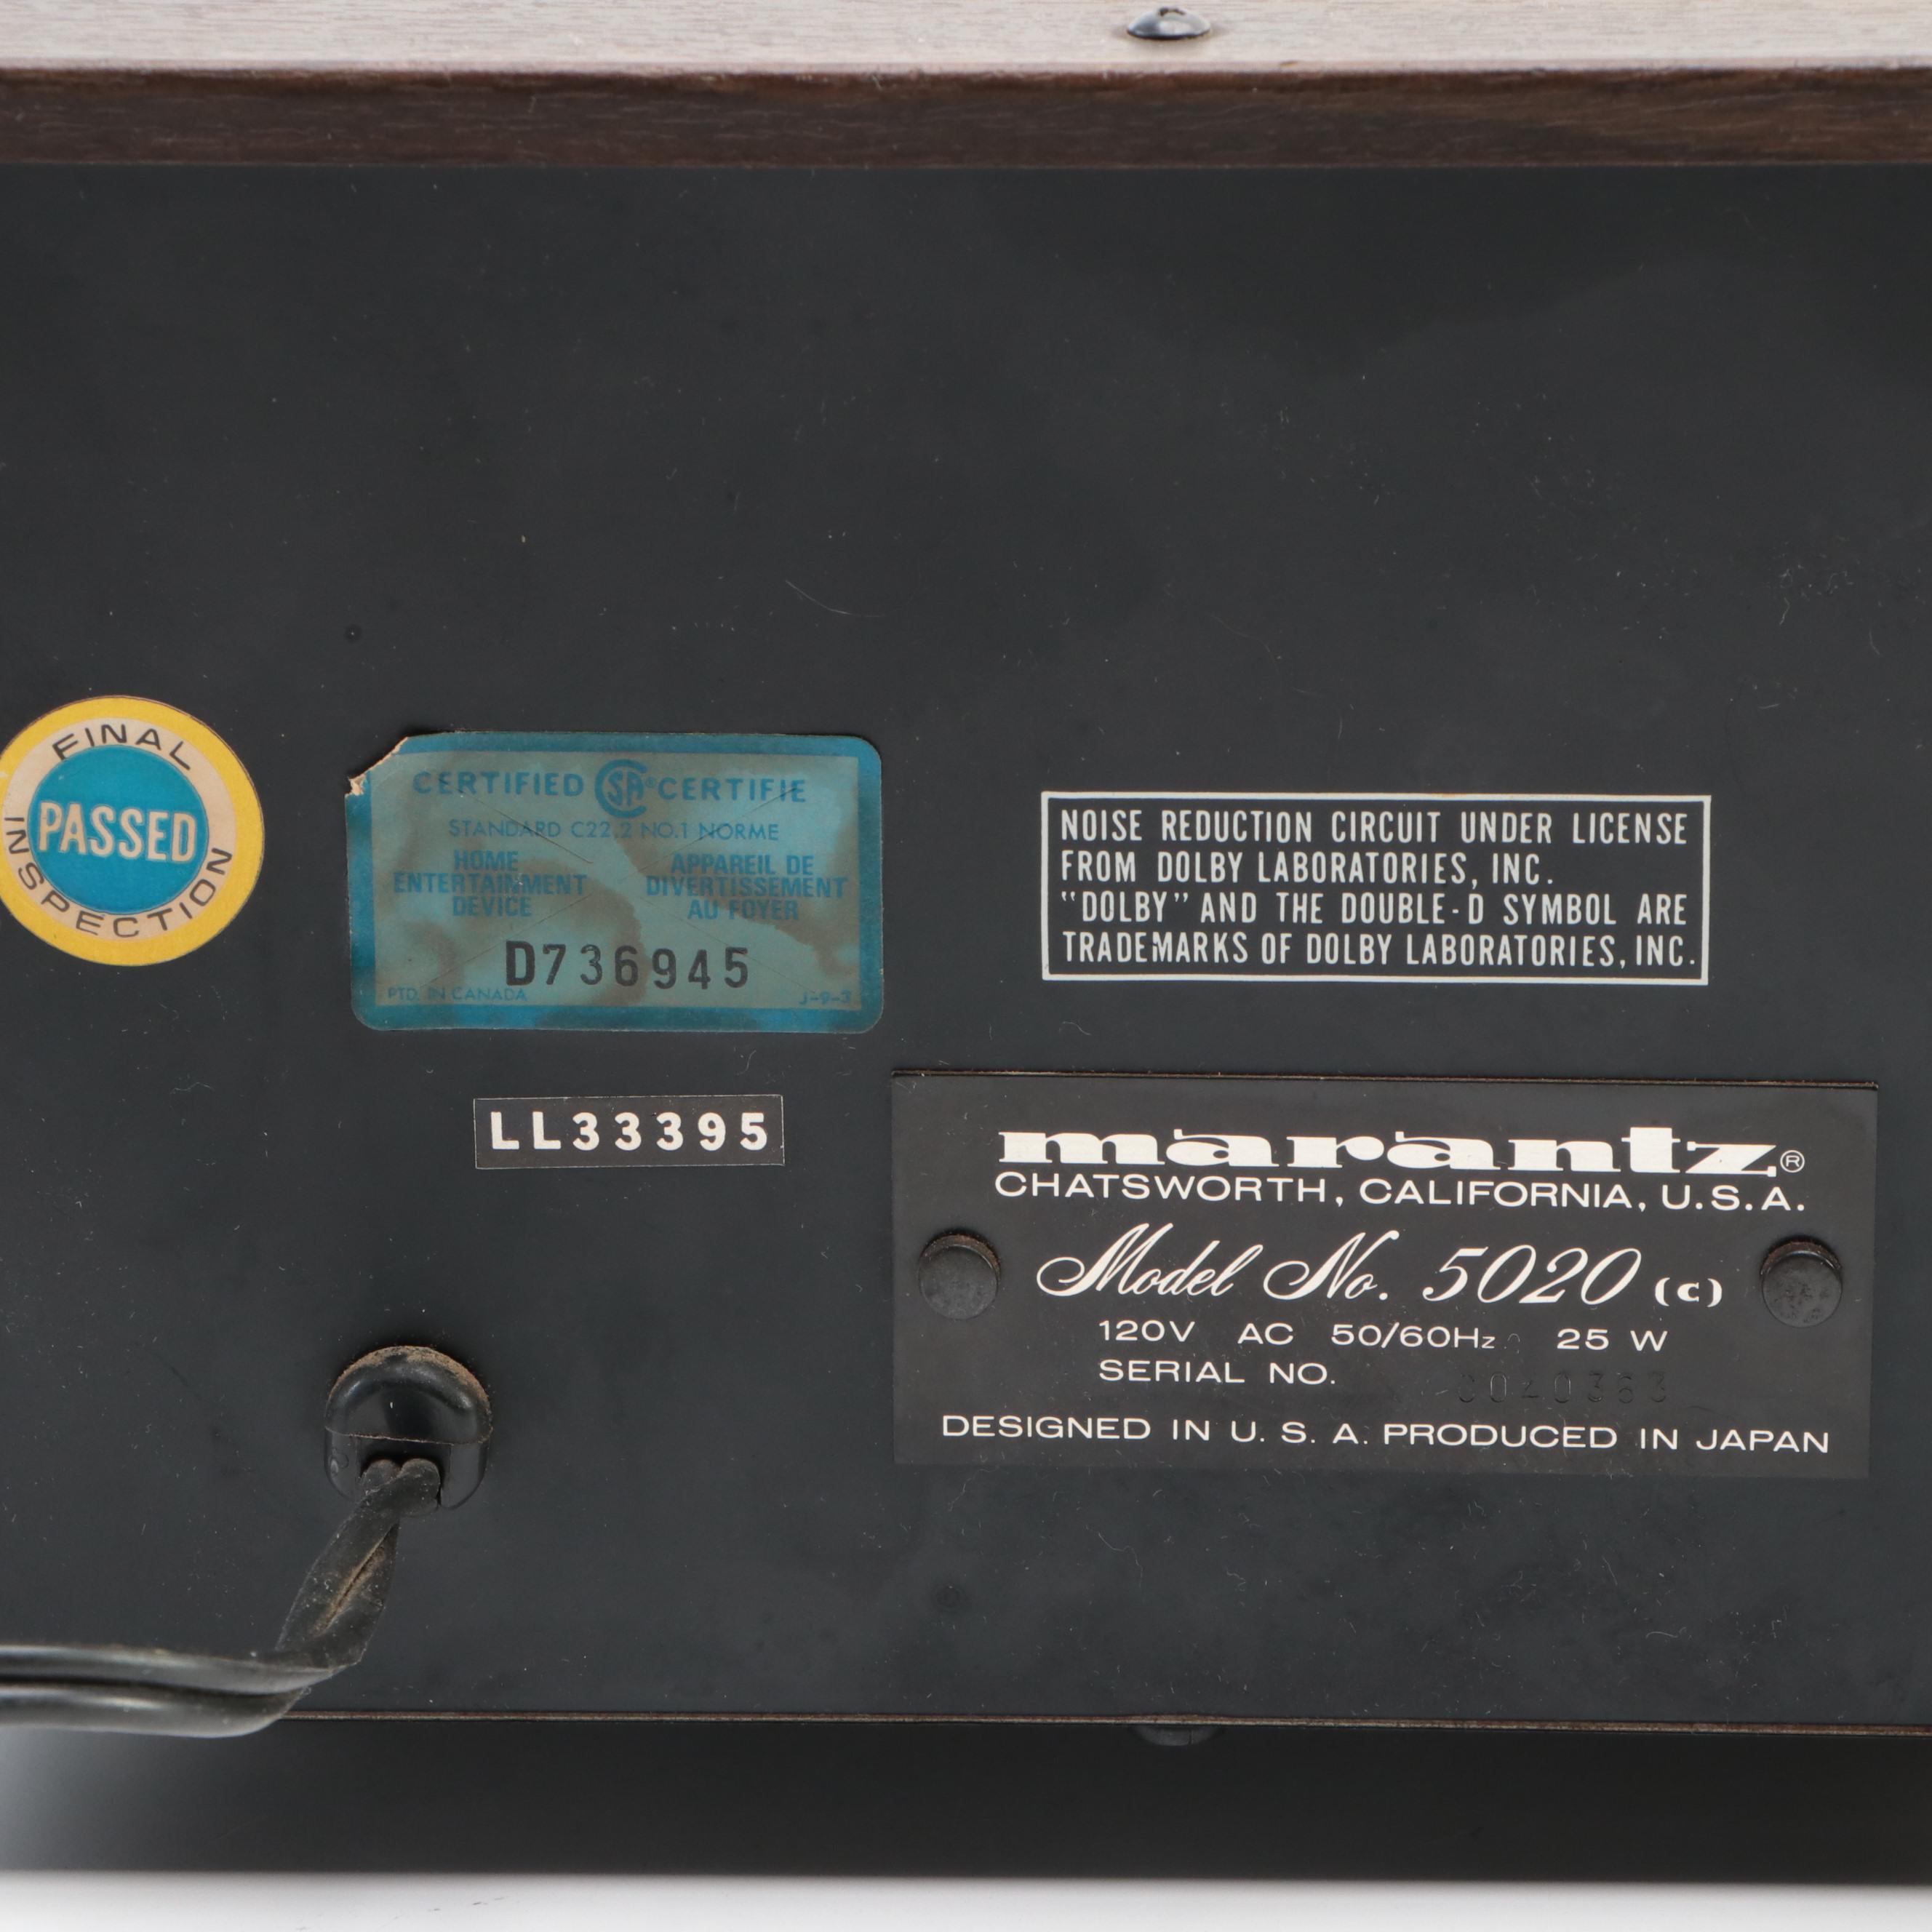 FINAL
PASSED
INSPECTION
CERTIFIED CSA® CERTIFIE
STANDARD C22.2 NO.1 NORME
HOME
ENTERTAINMENT
DEVICE
APPAREIL DE
DIVERTISSEMENT
AU FOYER
D736945
PTD. IN CANADA J-9-3
NOISE REDUCTION CIRCUIT UNDER LICENSE
FROM DOLBY LABORATORIES, INC.
"DOLBY" AND THE DOUBLE-D SYMBOL ARE
TRADEMARKS OF DOLBY LABORATORIES, INC.
LL33395
marantz®
CHATSWORTH, CALIFORNIA, U.S.A.
Model No. 5020 (c)
120V AC 50/60Hz 25 W
SERIAL NO.
DESIGNED IN U. S. A. PRODUCED IN JAPAN